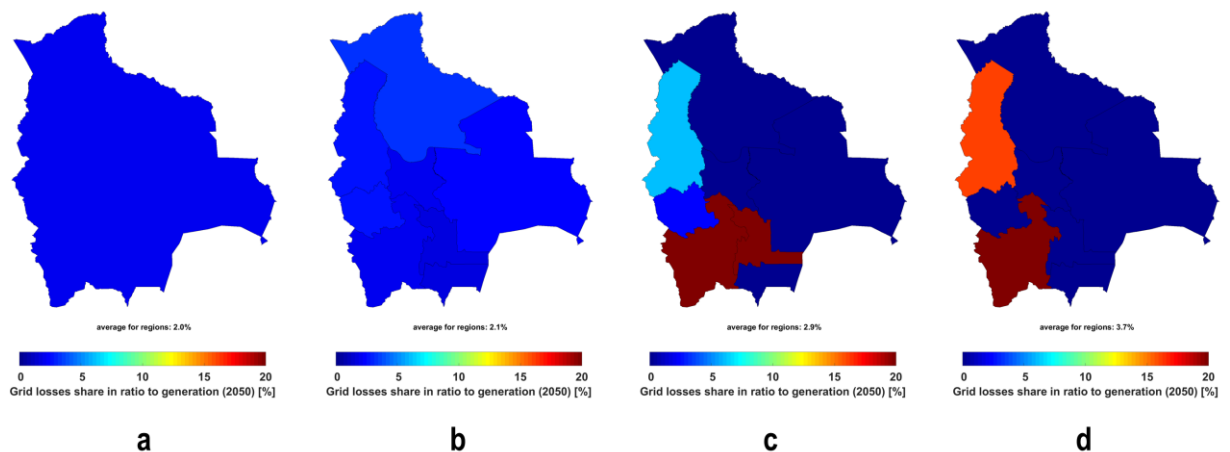 average for regions: 2.0%
average for regions: 2.1%
average for regions: 2.9%
average for regions: 3.7%
0 5 10 15 20
0 5 10 15 20
0 5 10 15 20
0 5 10 15 20
Grid losses share in ratio to generation (2050) [%]
Grid losses share in ratio to generation (2050) [%]
Grid losses share in ratio to generation (2050) [%]
Grid losses share in ratio to generation (2050) [%]
a
b
c
d